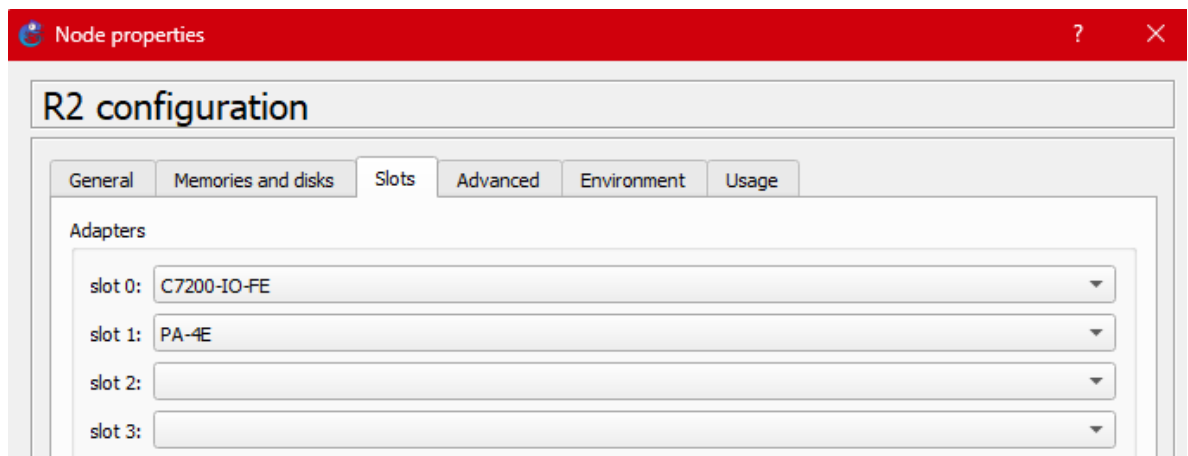 Node properties ?
R2 configuration
General Memories and disks Slots Advanced Environment Usage
Adapters
slot 0: C7200-IO-FE
slot 1: PA-4E
slot 2:
slot 3: